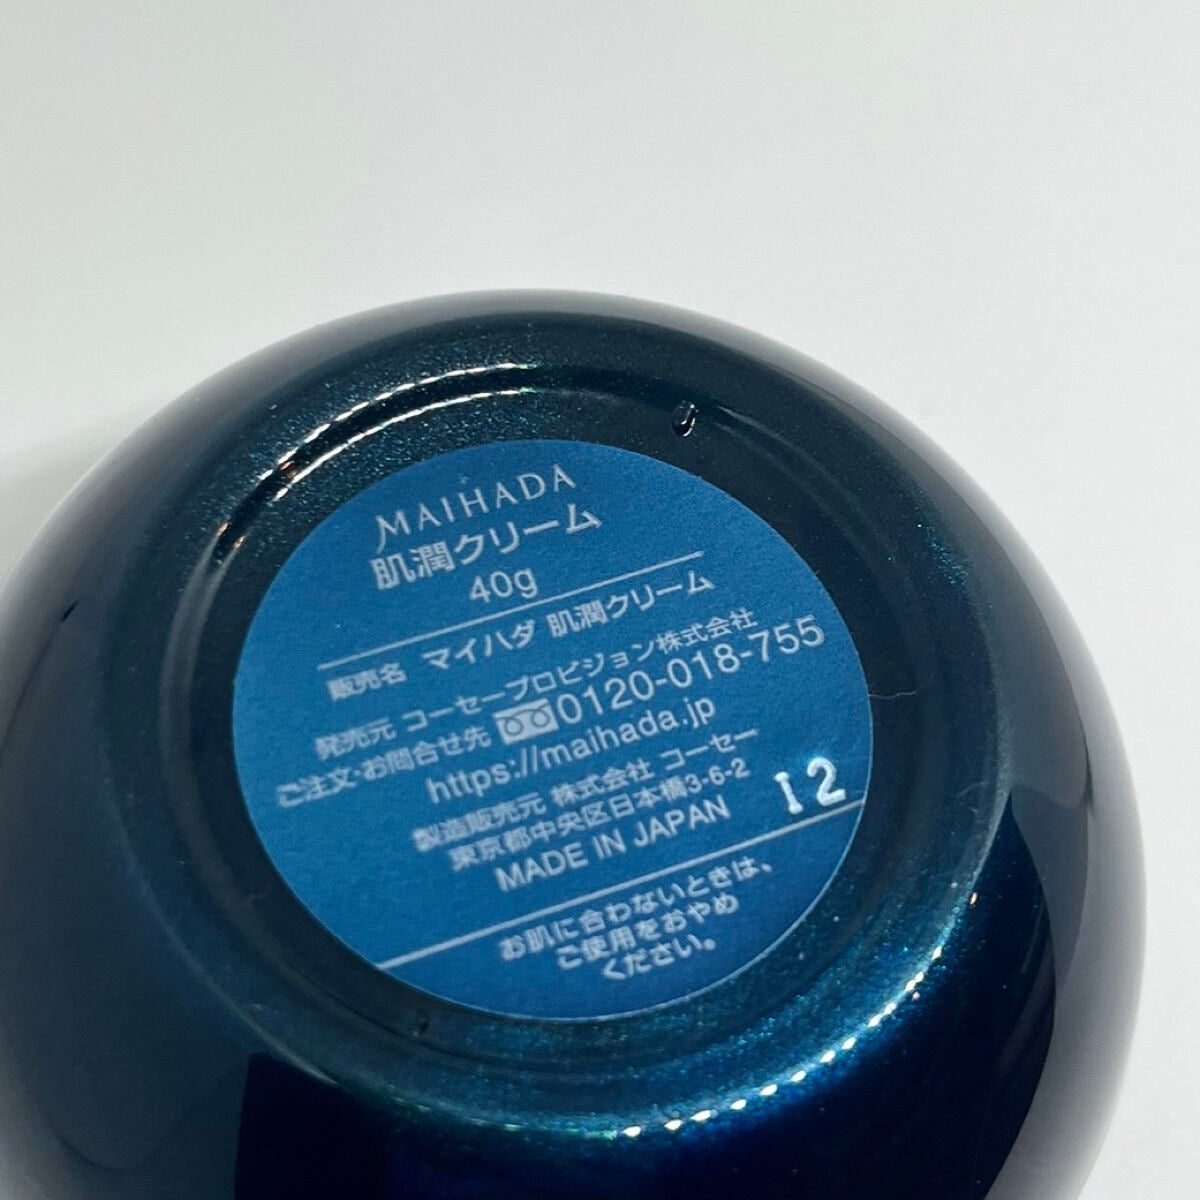 MAIHADA
肌潤クリーム
40g
販売名 マイハダ 肌潤クリーム
発売元 コーセープロビジョン株式会社
ご注文・お問合せ先 0120-018-755
https://maihada.jp
製造販売元 株式会社 コーセー
東京都中央区日本橋3-6-2
MADE IN JAPAN
12
お肌に合わないときは、
ご使用をおやめ
ください。